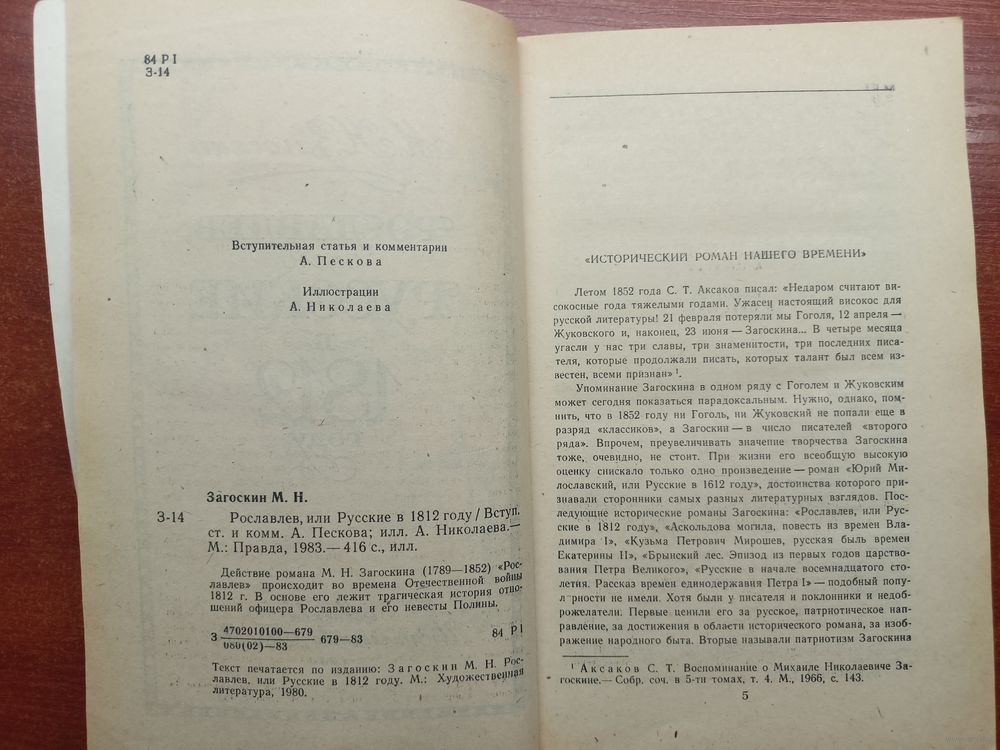 84 Р I
З-14
Вступительная статья и комментарии
А. Пескова
Иллюстрации
А. Николаева
Загоскин М. Н.
З-14 Рославлев, или Русские в 1812 году / Вступ.
ст. и комм. А. Пескова; илл. А. Николаева.—
М.: Правда, 1983.— 416 с., илл.
Действие романа М. Н. Загоскина (1789—1852) «Рос-
лавлев» происходит во времена Отечественной войны
1812 г. В основе его лежит трагическая история отно-
шений офицера Рославлева и его невесты Полины.
З 4702010100—679
080(02)—83 679—83 84 Р I
Текст печатается по изданию: Загоскин М. Н. Рос-
лавлев, или Русские в 1812 году. М.: Художественная
литература, 1980.
«ИСТОРИЧЕСКИЙ РОМАН НАШЕГО ВРЕМЕНИ»
Летом 1852 года С. Т. Аксаков писал: «Недаром считают ви-
сокосные года тяжелыми годами. Ужасен настоящий високос для
русской литературы! 21 февраля потеряли мы Гоголя, 12 апреля —
Жуковского и, наконец, 23 июня — Загоскина... В четыре месяца
угасли у нас три славы, три знаменитости, три последних писа-
теля, которые продолжали писать, которых талант был всем из-
вестен, всеми признан» ¹.
Упоминание Загоскина в одном ряду с Гоголем и Жуковским
может сегодня показаться парадоксальным. Нужно, однако, пом-
нить, что в 1852 году ни Гоголь, ни Жуковский не попали еще в
разряд «классиков», а Загоскин — в число писателей «второго
ряда». Впрочем, преувеличивать значение творчества Загоскина
тоже, очевидно, не стоит. При жизни его всеобщую высокую
оценку снискало только одно произведение — роман «Юрий Ми-
лославский, или Русские в 1612 году», достоинства которого при-
знавали сторонники самых разных литературных взглядов. Пос-
ледующие исторические романы Загоскина: «Рославлев, или Рус-
ские в 1812 году», «Аскольдова могила, повесть из времен Вла-
димира I», «Кузьма Петрович Мирошев, русская быль времен
Екатерины II», «Брынский лес. Эпизод из первых годов царство-
вания Петра Великого», «Русские в начале восемнадцатого сто-
летия. Рассказ времен единодержавия Петра I» — подобной попу-
лярности не имели. Хотя были у писателя и поклонники и недоб-
рожелатели. Первые ценили его за русское, патриотическое нап-
равление, за достижения в области исторического романа, за изоб-
ражение народного быта. Вторые называли патриотизм Загоскина
¹ Аксаков С. Т. Воспоминание о Михаиле Николаевиче За-
госкине.— Собр. соч. в 5-ти томах, т. 4. М., 1966, с. 143.
5